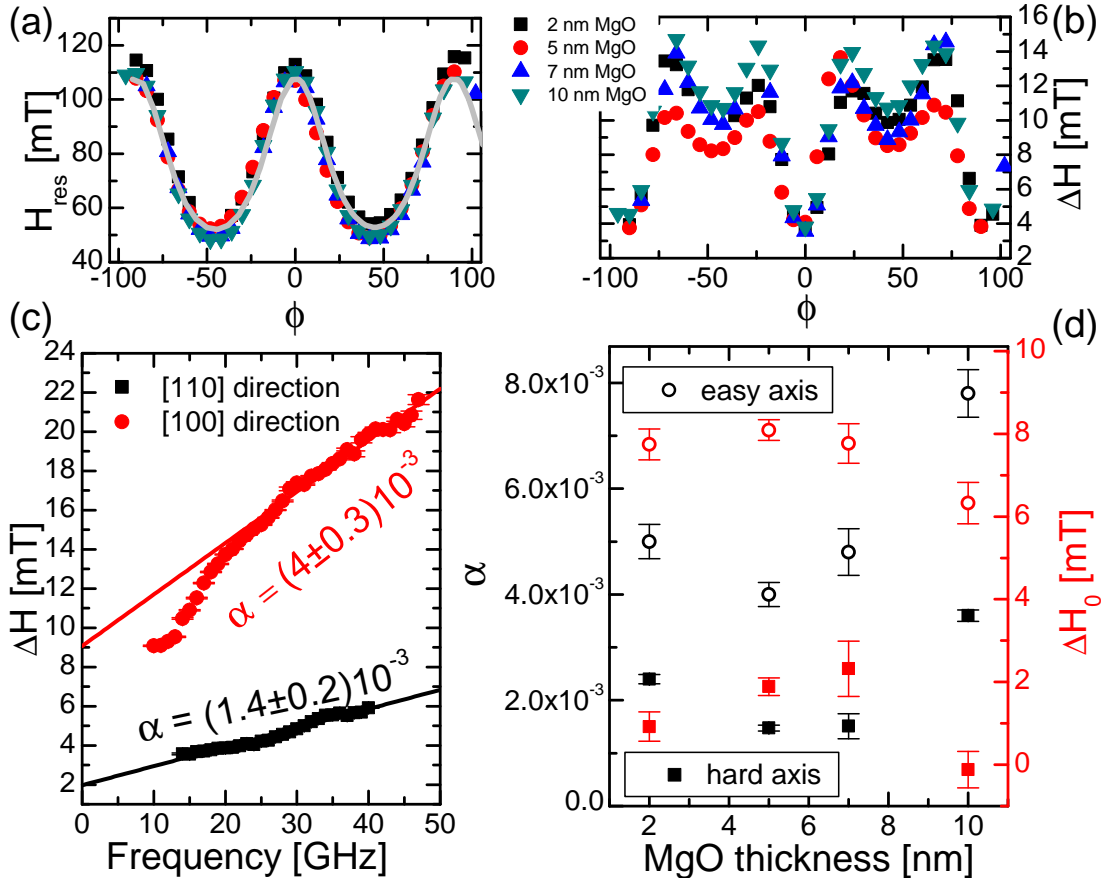 (a)
120
100
80
60
40
H_res [mT]
-100 -50 0 50 100
ϕ
2 nm MgO
5 nm MgO
7 nm MgO
10 nm MgO
(b)
16
14
12
10
8
6
4
2
ΔH [mT]
-100 -50 0 50 100
ϕ
(c)
24
22
20
18
16
14
12
10
8
6
4
2
ΔH [mT]
[110] direction
[100] direction
α = (4±0.3)10^-3
α = (1.4±0.2)10^-3
0 10 20 30 40 50
Frequency [GHz]
(d)
8.0x10^-3
6.0x10^-3
4.0x10^-3
2.0x10^-3
0.0
α
easy axis
hard axis
10
8
6
4
2
0
ΔH_0 [mT]
2 4 6 8 10
MgO thickness [nm]